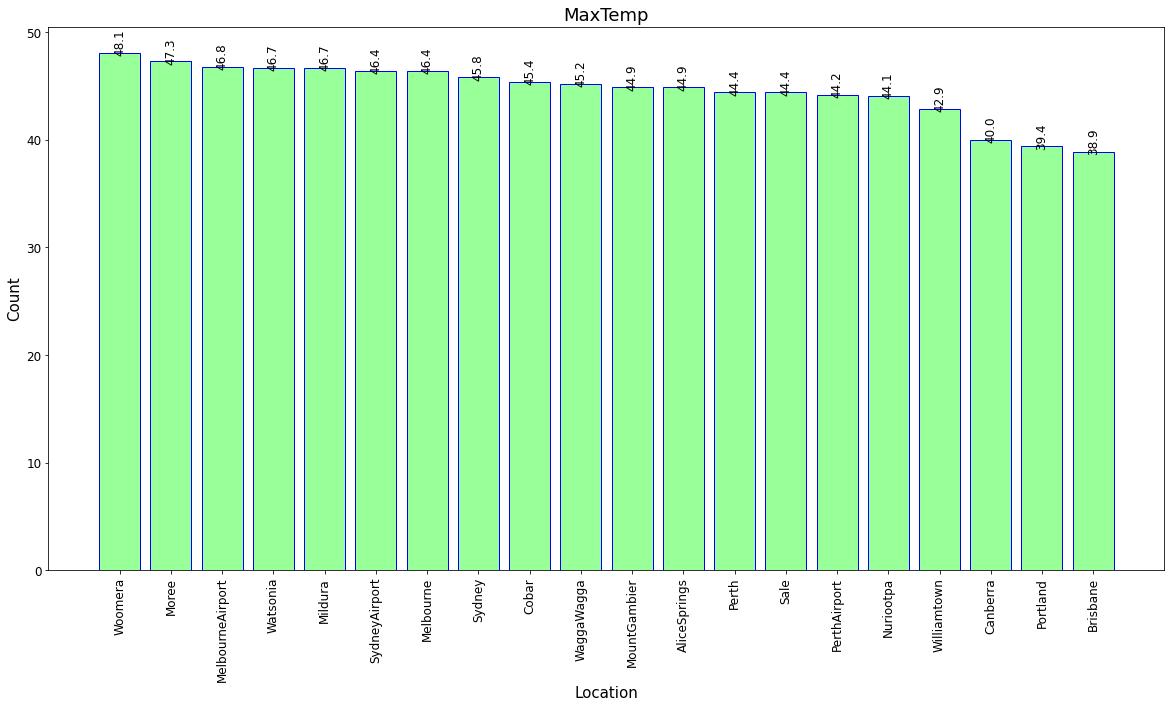 MaxTemp
Count
50
40
30
20
10
0
48.1
47.3
46.8
46.7
46.7
46.4
46.4
45.8
45.4
45.2
44.9
44.9
44.4
44.4
44.2
44.1
42.9
40.0
39.4
38.9
Woomera
Moree
MelbourneAirport
Watsonia
Mildura
SydneyAirport
Melbourne
Sydney
Cobar
WaggaWagga
MountGambier
AliceSprings
Perth
Sale
PerthAirport
Nuriootpa
Williamtown
Canberra
Portland
Brisbane
Location